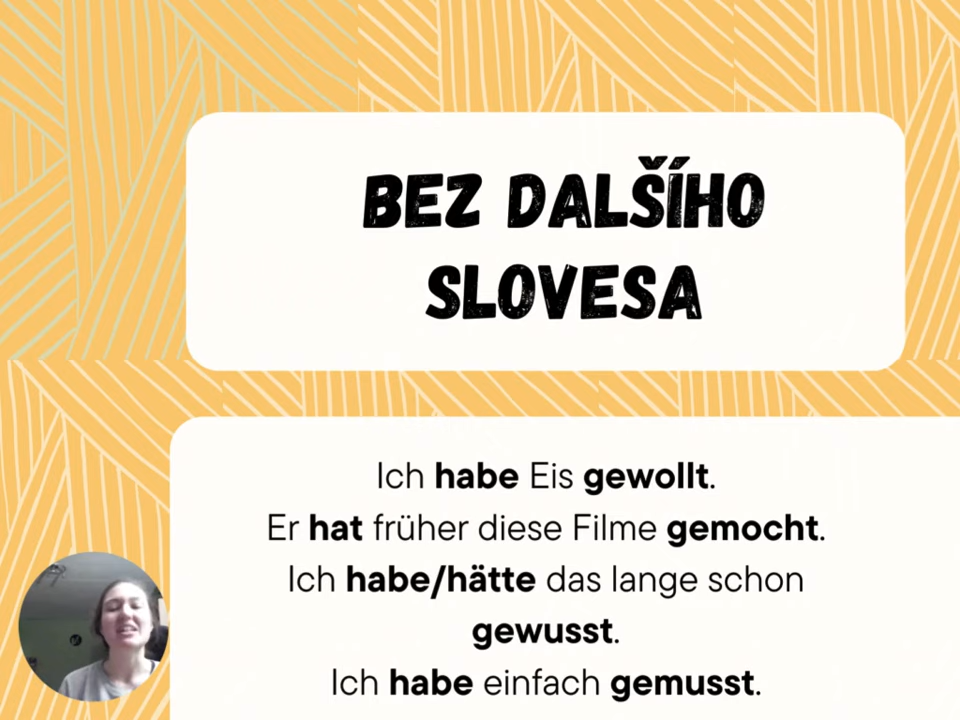 BEZ DALŠÍHO
SLOVESA
Ich habe Eis gewollt.
Er hat früher diese Filme gemocht.
Ich habe/hätte das lange schon
gewusst.
Ich habe einfach gemusst.